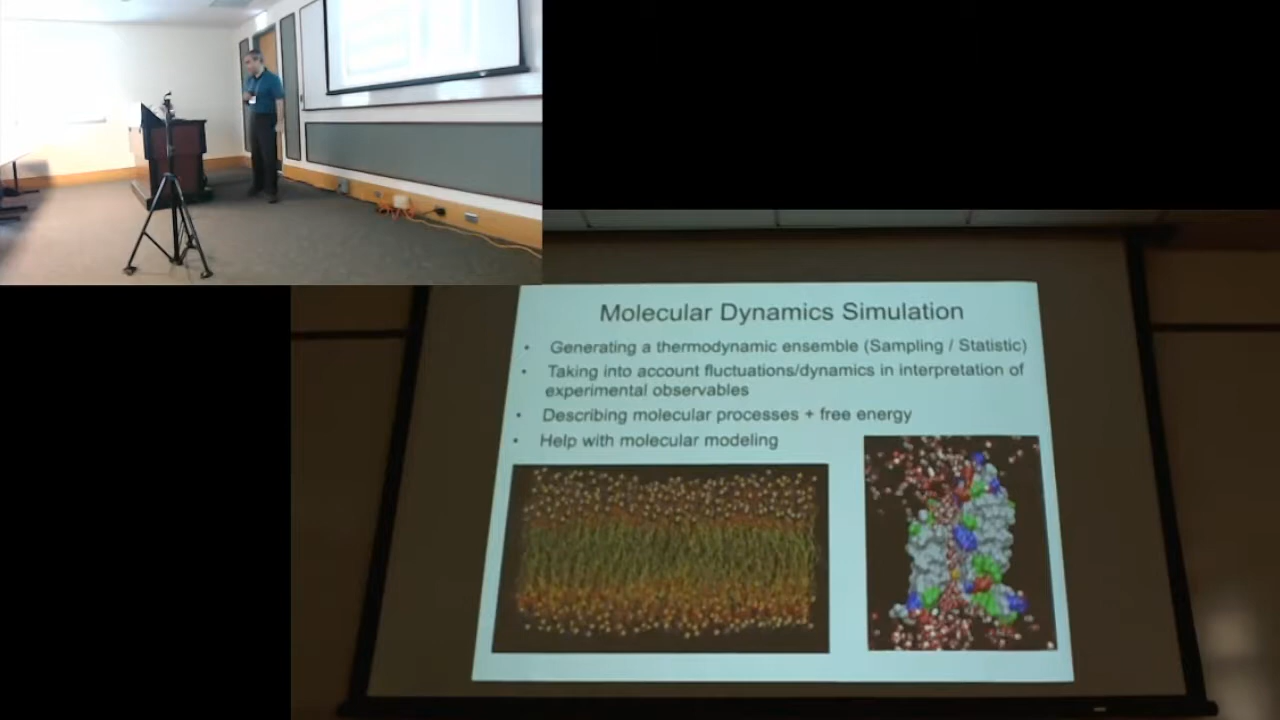 Molecular Dynamics Simulation
• Generating a thermodynamic ensemble (Sampling / Statistic)
• Taking into account fluctuations/dynamics in interpretation of
experimental observables
• Describing molecular processes + free energy
• Help with molecular modeling